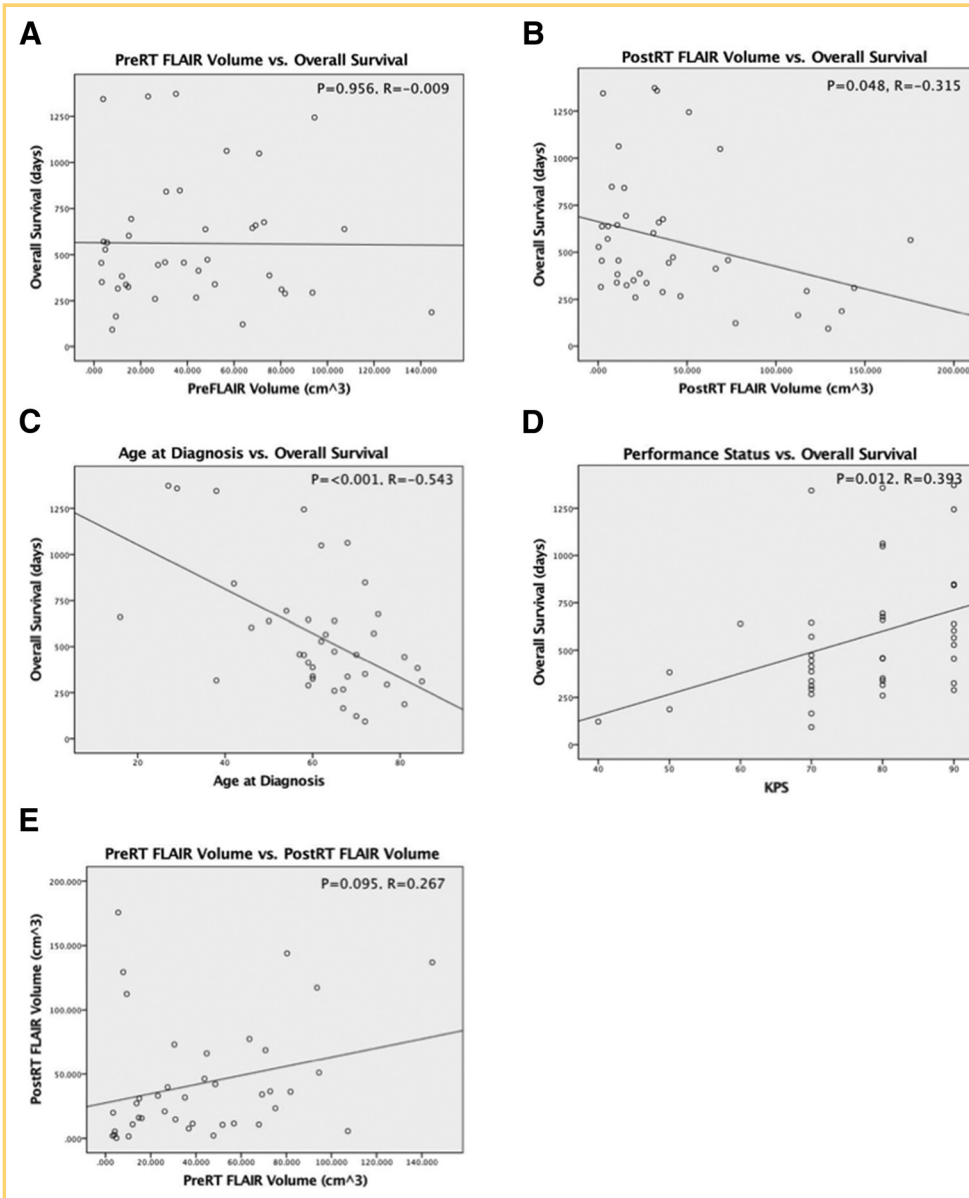 A
PreRT FLAIR Volume vs. Overall Survival
P=0.956, R=-0.009
Overall Survival (days)
1250
1000
750
500
250
0
.000 20.000 40.000 60.000 80.000 100.000 120.000 140.000
PreFLAIR Volume (cm^3)
B
PostRT FLAIR Volume vs. Overall Survival
P=0.048, R=-0.315
Overall Survival (days)
1250
1000
750
500
250
0
.000 50.000 100.000 150.000 200.000
PostRT FLAIR Volume (cm^3)
C
Age at Diagnosis vs. Overall Survival
P=<0.001, R=-0.543
Overall Survival (days)
1250
1000
750
500
250
0
20 40 60 80
Age at Diagnosis
D
Performance Status vs. Overall Survival
P=0.012, R=0.393
Overall Survival (days)
1250
1000
750
500
250
0
40 50 60 70 80 90
KPS
E
PreRT FLAIR Volume vs. PostRT FLAIR Volume
P=0.095, R=0.267
PostRT FLAIR Volume (cm^3)
200.000
150.000
100.000
50.000
.000
.000 20.000 40.000 60.000 80.000 100.000 120.000 140.000
PreRT FLAIR Volume (cm^3)